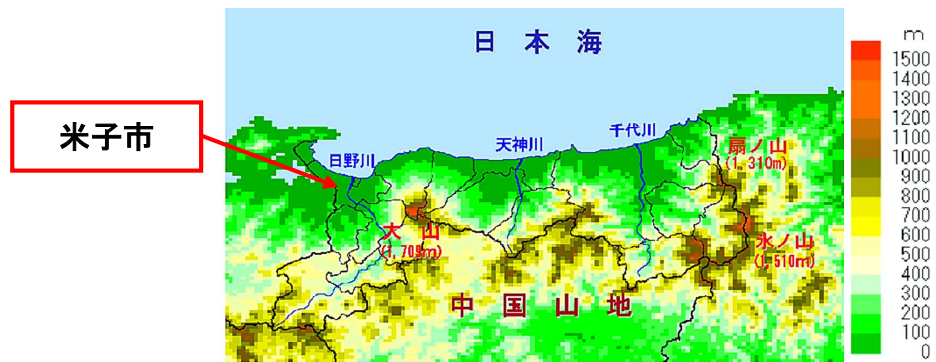 日本海
m
1500
1400
1300
1200
1100
1000
900
800
700
600
500
400
300
200
100
0
米子市
日野川
天神川
千代川
扇ノ山
(1,310m)
大山
(1,709m)
氷ノ山
(1,510m)
中国山地